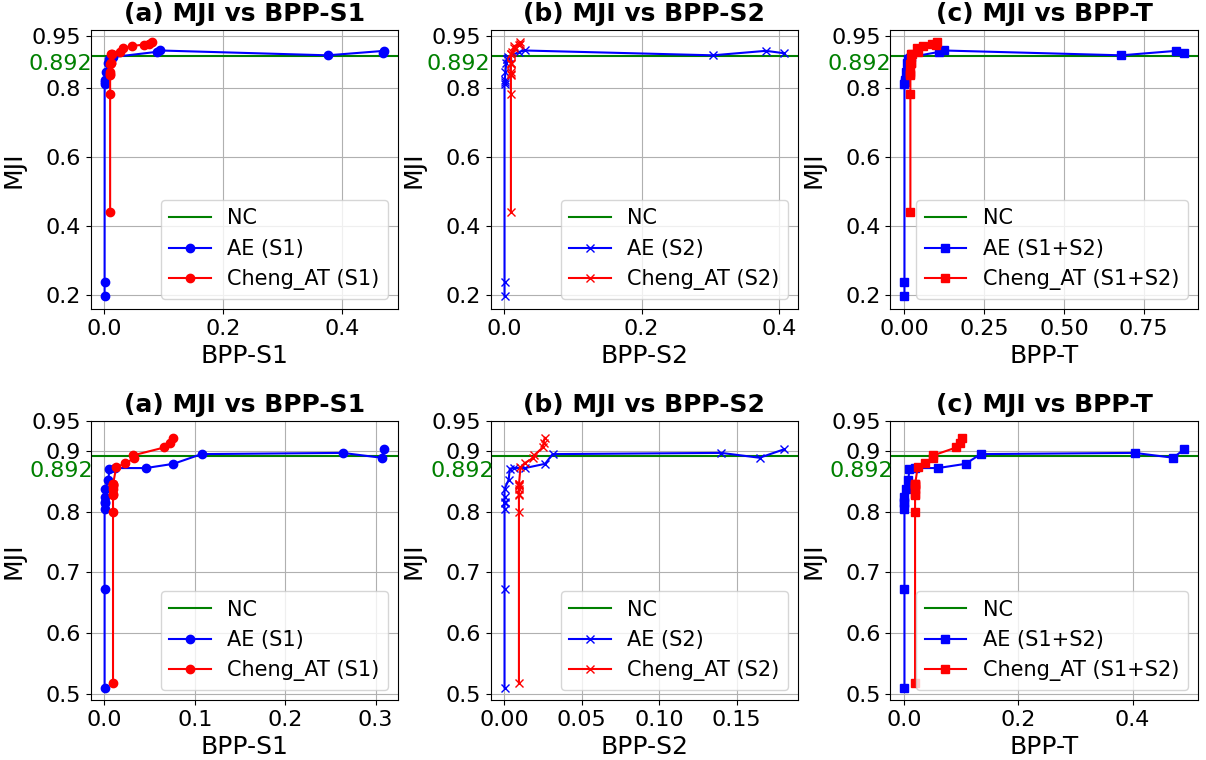 (a) MJI vs BPP-S1
(b) MJI vs BPP-S2
(c) MJI vs BPP-T
0.95
0.892
0.8
0.6
0.4
0.2
MJI
NC
AE (S1)
Cheng_AT (S1)
0.0 0.2 0.4
BPP-S1
0.95
0.892
0.8
0.6
0.4
0.2
MJI
NC
AE (S2)
Cheng_AT (S2)
0.0 0.2 0.4
BPP-S2
0.95
0.892
0.8
0.6
0.4
0.2
MJI
NC
AE (S1+S2)
Cheng_AT (S1+S2)
0.00 0.25 0.50 0.75
BPP-T
(a) MJI vs BPP-S1
(b) MJI vs BPP-S2
(c) MJI vs BPP-T
0.95
0.9
0.892
0.8
0.7
0.6
0.5
MJI
NC
AE (S1)
Cheng_AT (S1)
0.0 0.1 0.2 0.3
BPP-S1
0.95
0.9
0.892
0.8
0.7
0.6
0.5
MJI
NC
AE (S2)
Cheng_AT (S2)
0.00 0.05 0.10 0.15
BPP-S2
0.95
0.9
0.892
0.8
0.7
0.6
0.5
MJI
NC
AE (S1+S2)
Cheng_AT (S1+S2)
0.0 0.2 0.4
BPP-T